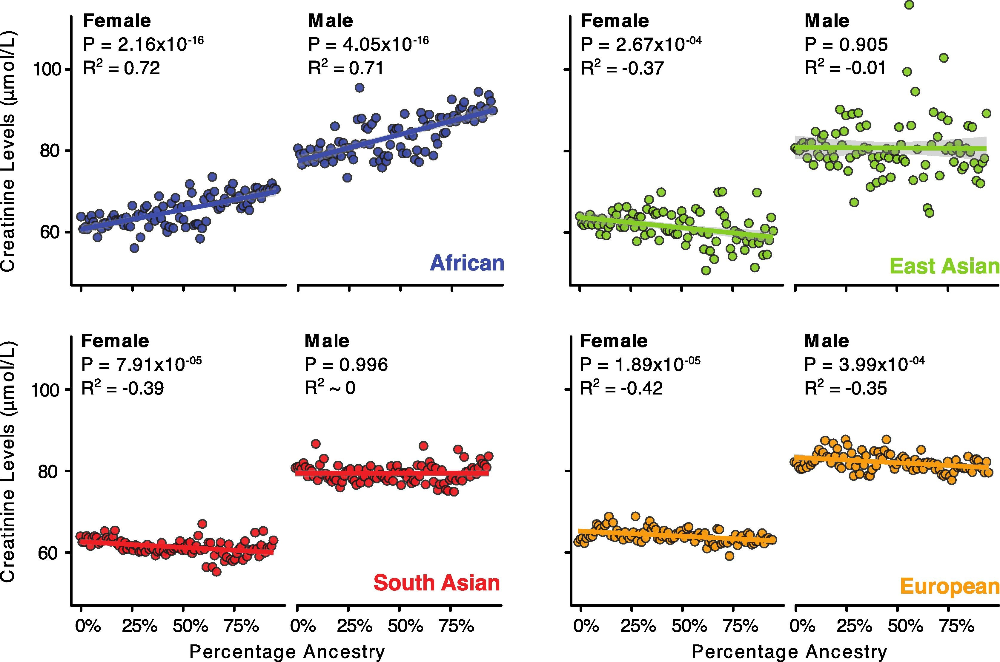 Creatinine Levels (µmol/L)
100
80
60
Female
P = 2.16x10⁻¹⁶
R² = 0.72
Male
P = 4.05x10⁻¹⁶
R² = 0.71
African
Female
P = 2.67x10⁻⁰⁴
R² = -0.37
Male
P = 0.905
R² = -0.01
East Asian
Creatinine Levels (µmol/L)
100
80
60
Female
P = 7.91x10⁻⁰⁵
R² = -0.39
Male
P = 0.996
R² ~ 0
South Asian
Female
P = 1.89x10⁻⁰⁵
R² = -0.42
Male
P = 3.99x10⁻⁰⁴
R² = -0.35
European
0% 25% 50% 75% 0% 25% 50% 75%
0% 25% 50% 75% 0% 25% 50% 75%
Percentage Ancestry
Percentage Ancestry